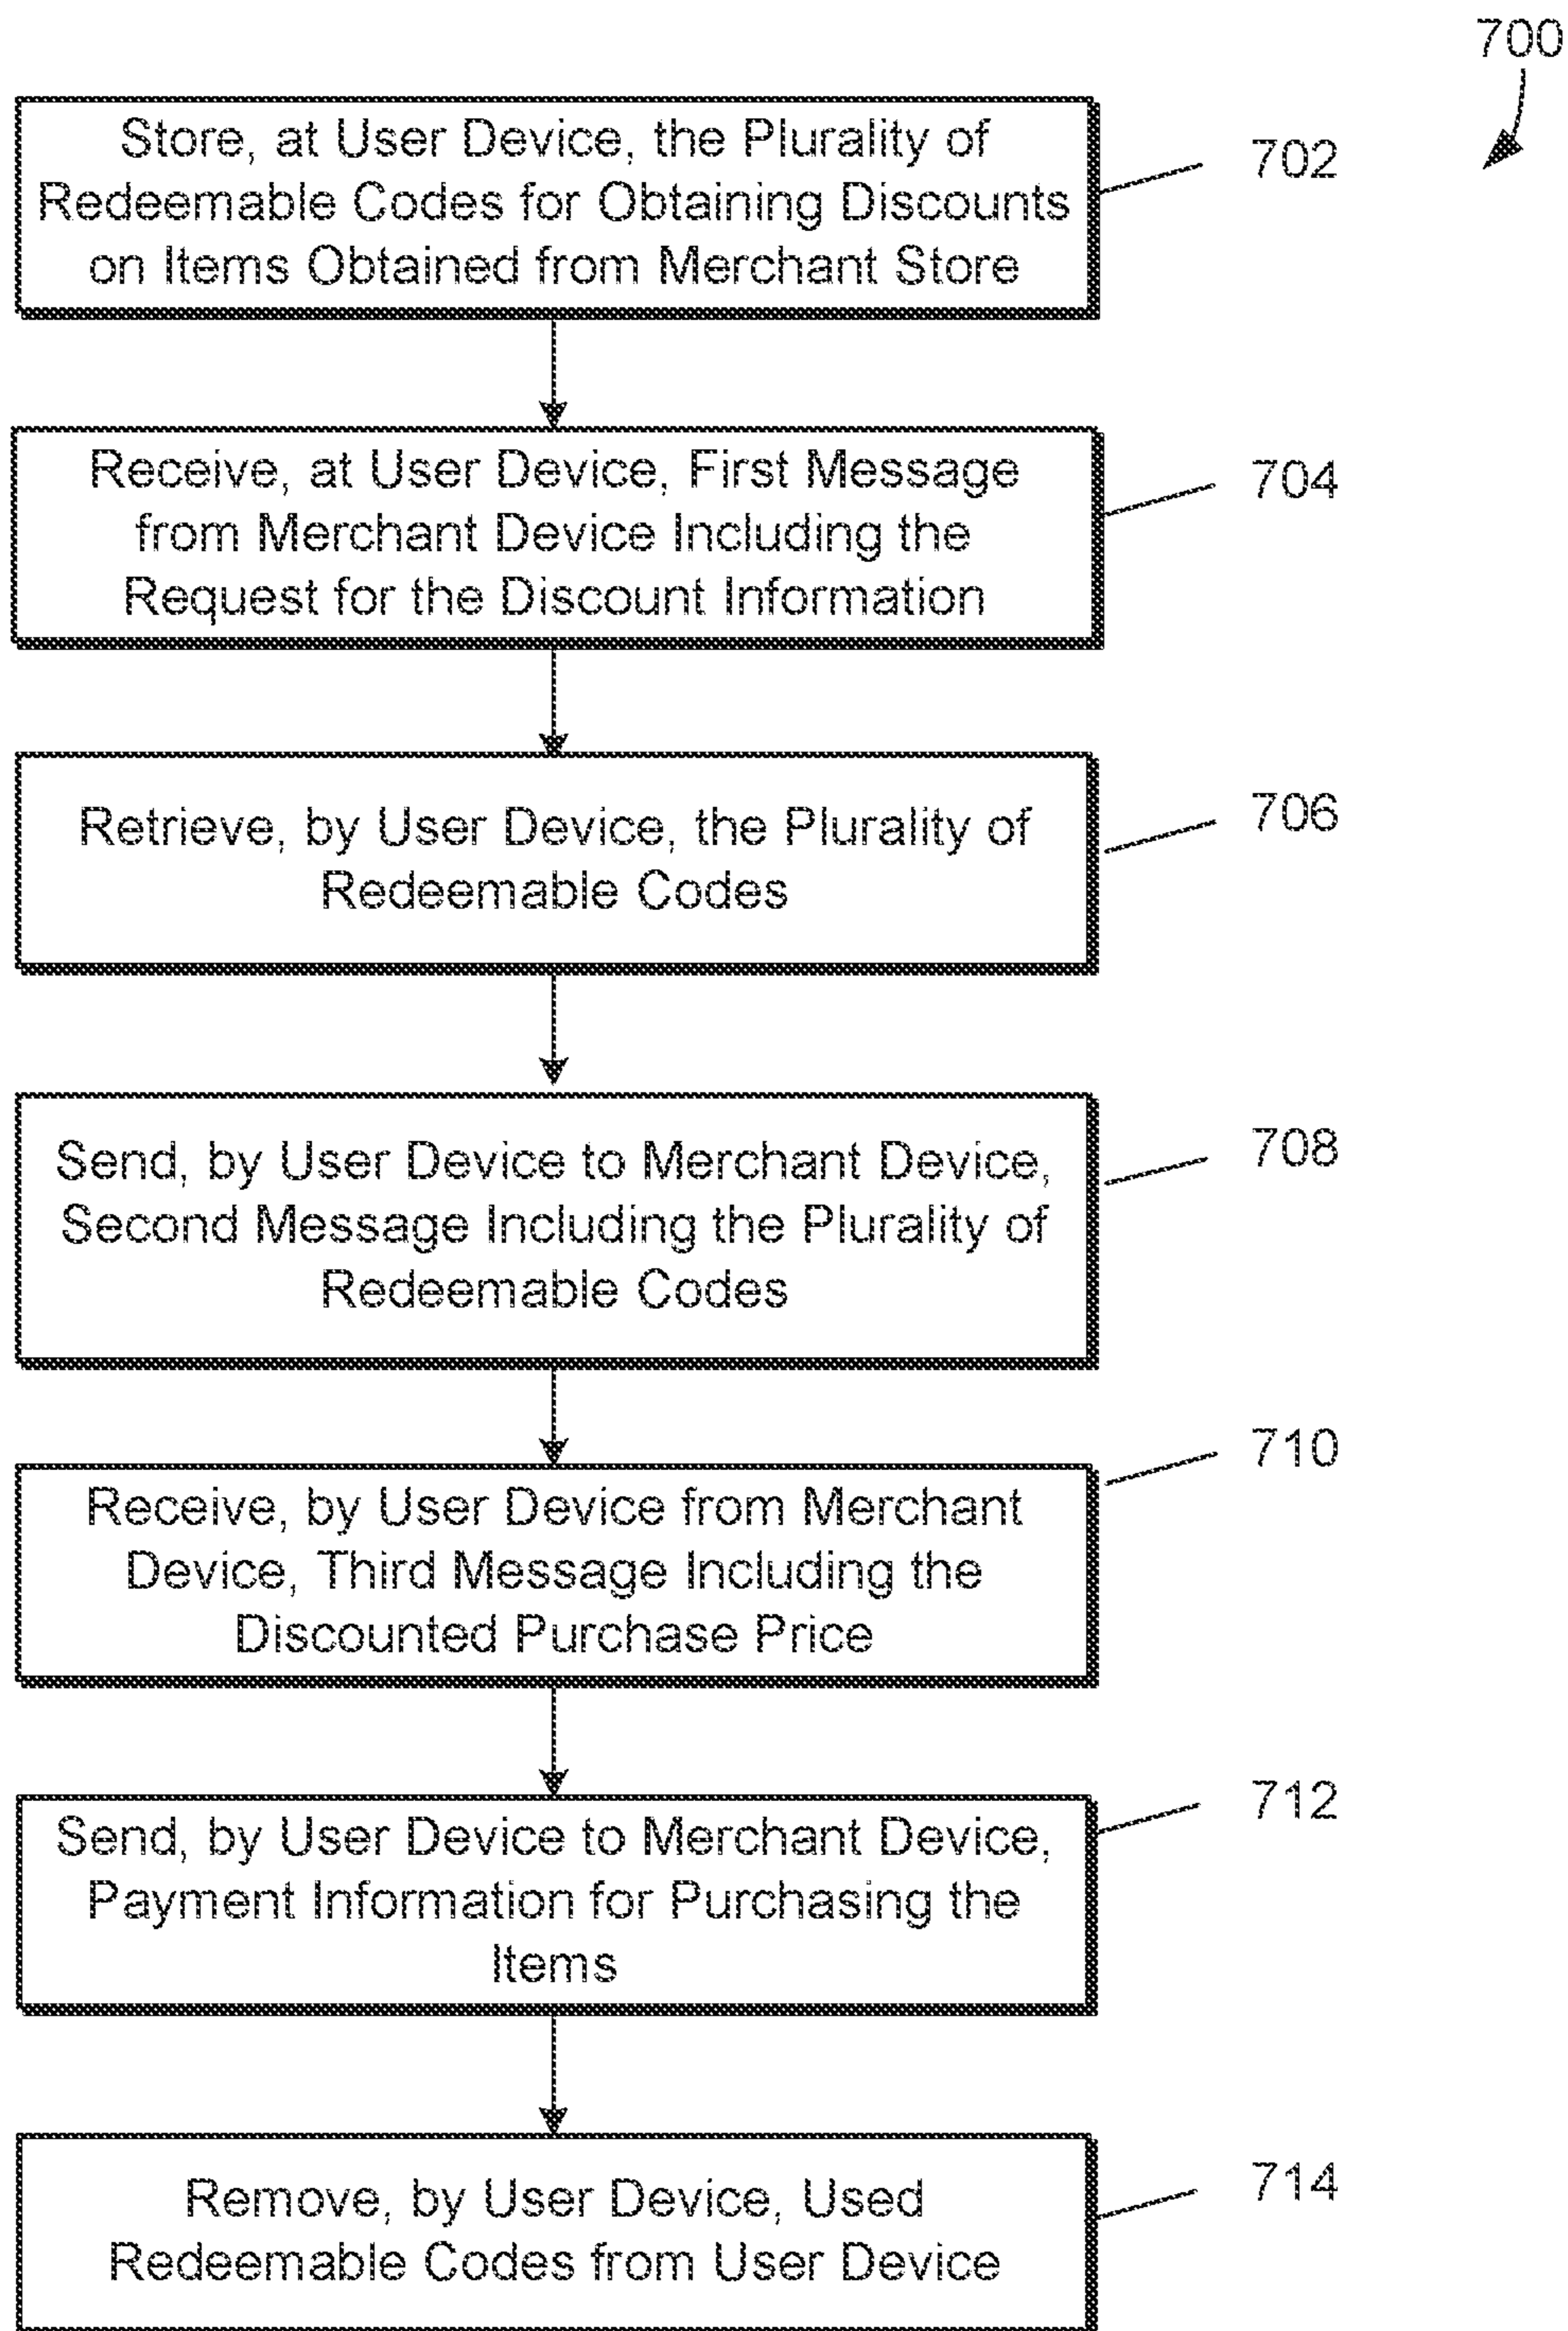 700
Store, at User Device, the Plurality of
Redeemable Codes for Obtaining Discounts
on Items Obtained from Merchant Store
702
Receive, at User Device, First Message
from Merchant Device Including the
Request for the Discount Information
704
Retrieve, by User Device, the Plurality of
Redeemable Codes
706
Send, by User Device to Merchant Device,
Second Message Including the Plurality of
Redeemable Codes
708
Receive, by User Device from Merchant
Device, Third Message Including the
Discounted Purchase Price
710
Send, by User Device to Merchant Device,
Payment Information for Purchasing the
Items
712
Remove, by User Device, Used
Redeemable Codes from User Device
714